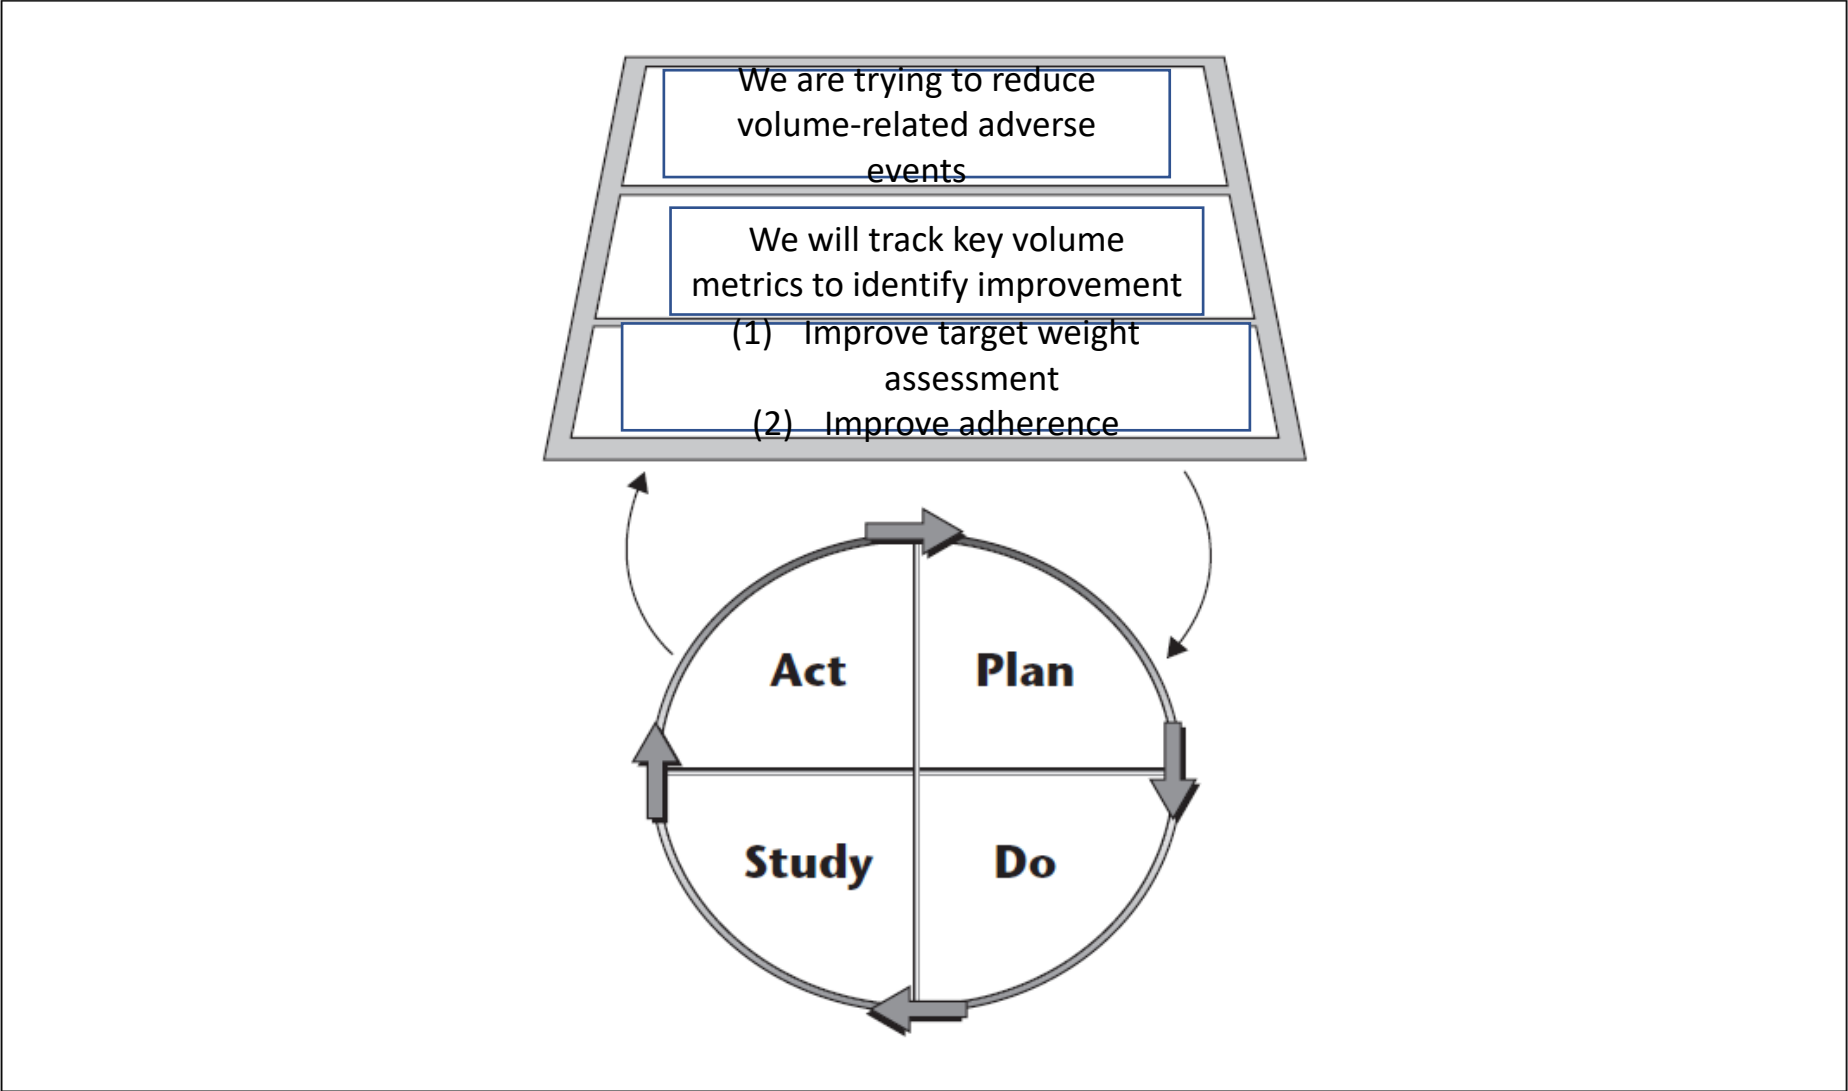 We are trying to reduce
volume-related adverse
events
We will track key volume
metrics to identify improvement
(1) Improve target weight
assessment
(2) Improve adherence
Act
Plan
Study
Do